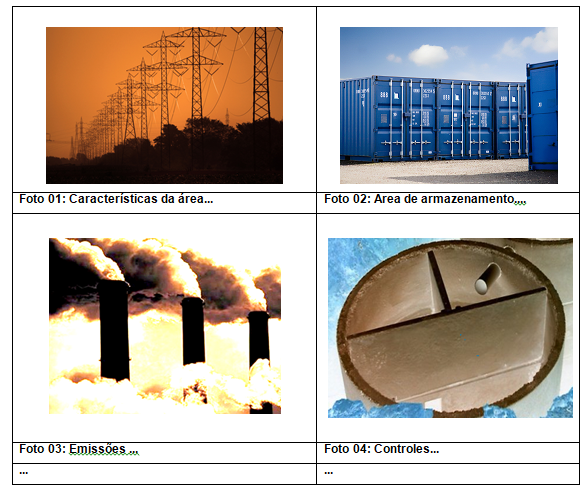 Foto 01: Características da área...
Foto 02: Area de armazenamento,...
Foto 03: Emissões ...
Foto 04: Controles...
...
...